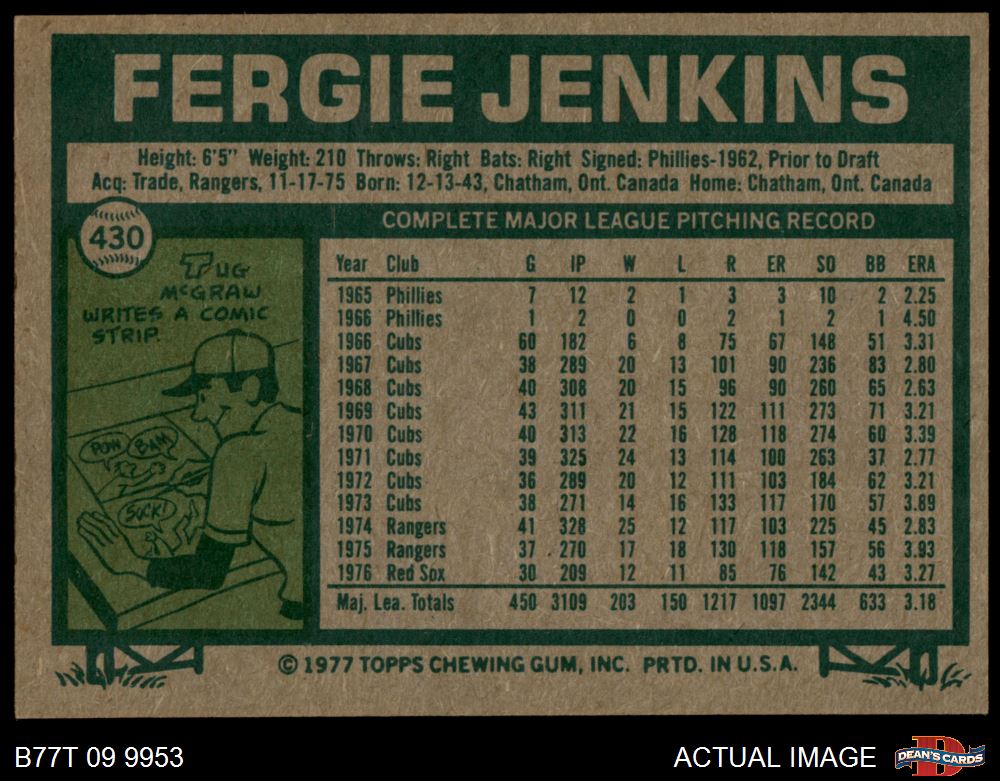 FERGIE JENKINS
Height: 6'5" Weight: 210 Throws: Right Bats: Right Signed: Phillies-1962, Prior to Draft
Acq: Trade, Rangers, 11-17-75 Born: 12-13-43, Chatham, Ont. Canada Home: Chatham, Ont. Canada
430
TUG
McGRAW
WRITES A COMIC
STRIP.
POW BAM
SOCK!
COMPLETE MAJOR LEAGUE PITCHING RECORD
Year Club G IP W L R ER SO BB ERA
1965 Phillies 7 12 2 1 3 3 10 2 2.25
1966 Phillies 1 2 0 0 2 1 2 1 4.50
1966 Cubs 60 182 6 8 75 67 148 51 3.31
1967 Cubs 38 289 20 13 101 90 236 83 2.80
1968 Cubs 40 308 20 15 96 90 260 65 2.63
1969 Cubs 43 311 21 15 122 111 273 71 3.21
1970 Cubs 40 313 22 16 128 118 274 60 3.39
1971 Cubs 39 325 24 13 114 100 263 37 2.77
1972 Cubs 36 289 20 12 111 103 184 62 3.21
1973 Cubs 38 271 14 16 133 117 170 57 3.89
1974 Rangers 41 328 25 12 117 103 225 45 2.83
1975 Rangers 37 270 17 18 130 118 157 56 3.93
1976 Red Sox 30 209 12 11 85 76 142 43 3.27
Maj. Lea. Totals 450 3109 203 150 1217 1097 2344 633 3.18
© 1977 TOPPS CHEWING GUM, INC. PRTD. IN U.S.A.
B77T 09 9953
ACTUAL IMAGE
D
DEAN'S CARDS